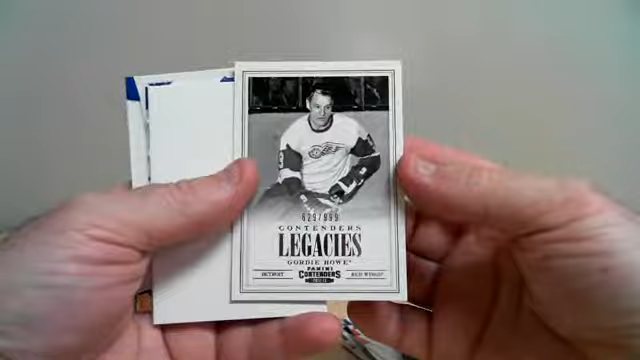 629/999
CONTENDERS
LEGACIES
GORDIE HOWE
DETROIT
PANINI
CONTENDERS
RED WINGS